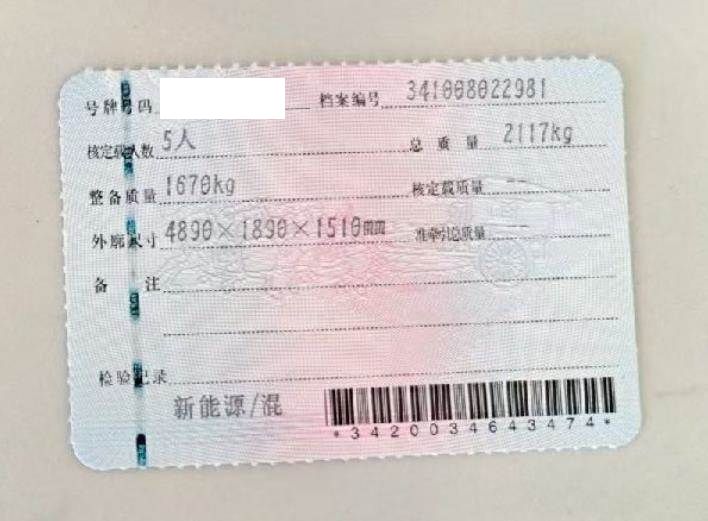 号牌号码 档案编号 341008022981
核定载人数 5人 总质量 2117kg
整备质量 1670kg 核定载质量 --
外廓尺寸 4890×1890×1510mm 准牵引总质量 --
备注
检验记录
新能源/混
*3420034643474*